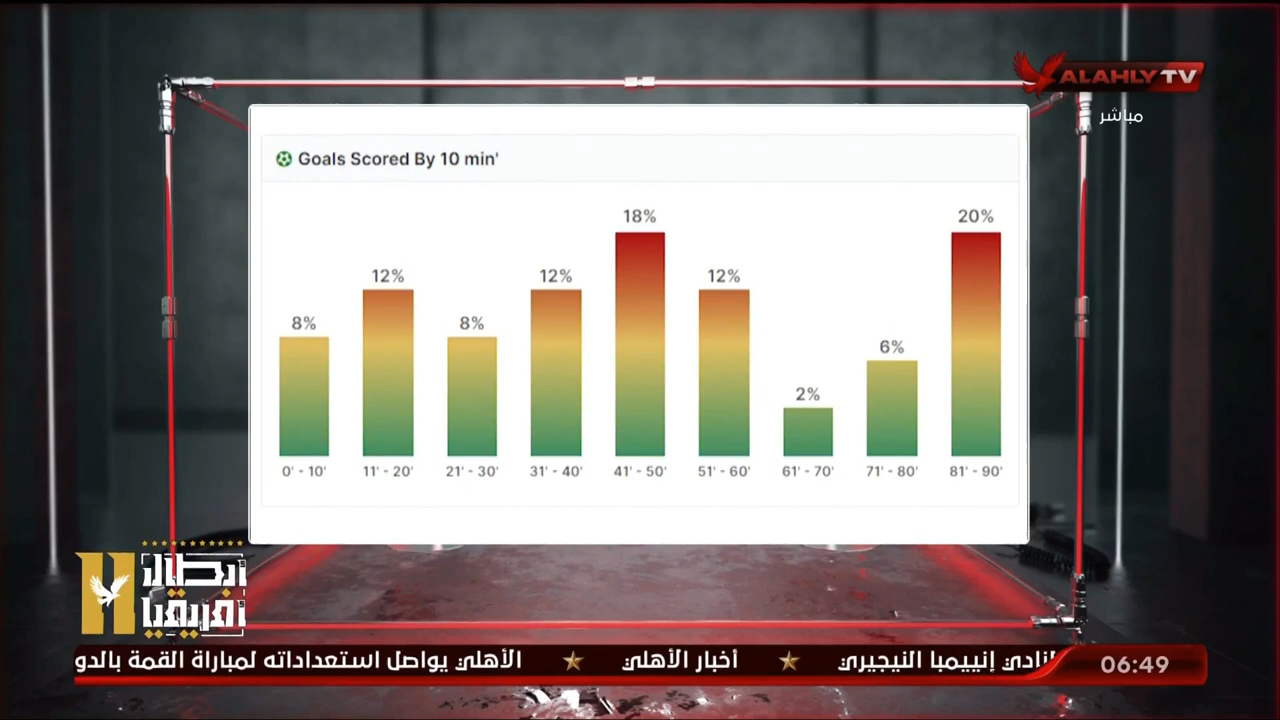 ALAHLY TV
مباشر
Goals Scored By 10 min'
8%
12%
8%
12%
18%
12%
2%
6%
20%
0' - 10'
11' - 20'
21' - 30'
31' - 40'
41' - 50'
51' - 60'
61' - 70'
71' - 80'
81' - 90'
أبطال
أفريقيا
إنييمبا النيجيري ★ أخبار الأهلي ★ الأهلي يواصل استعداداته لمباراة القمة
06:49